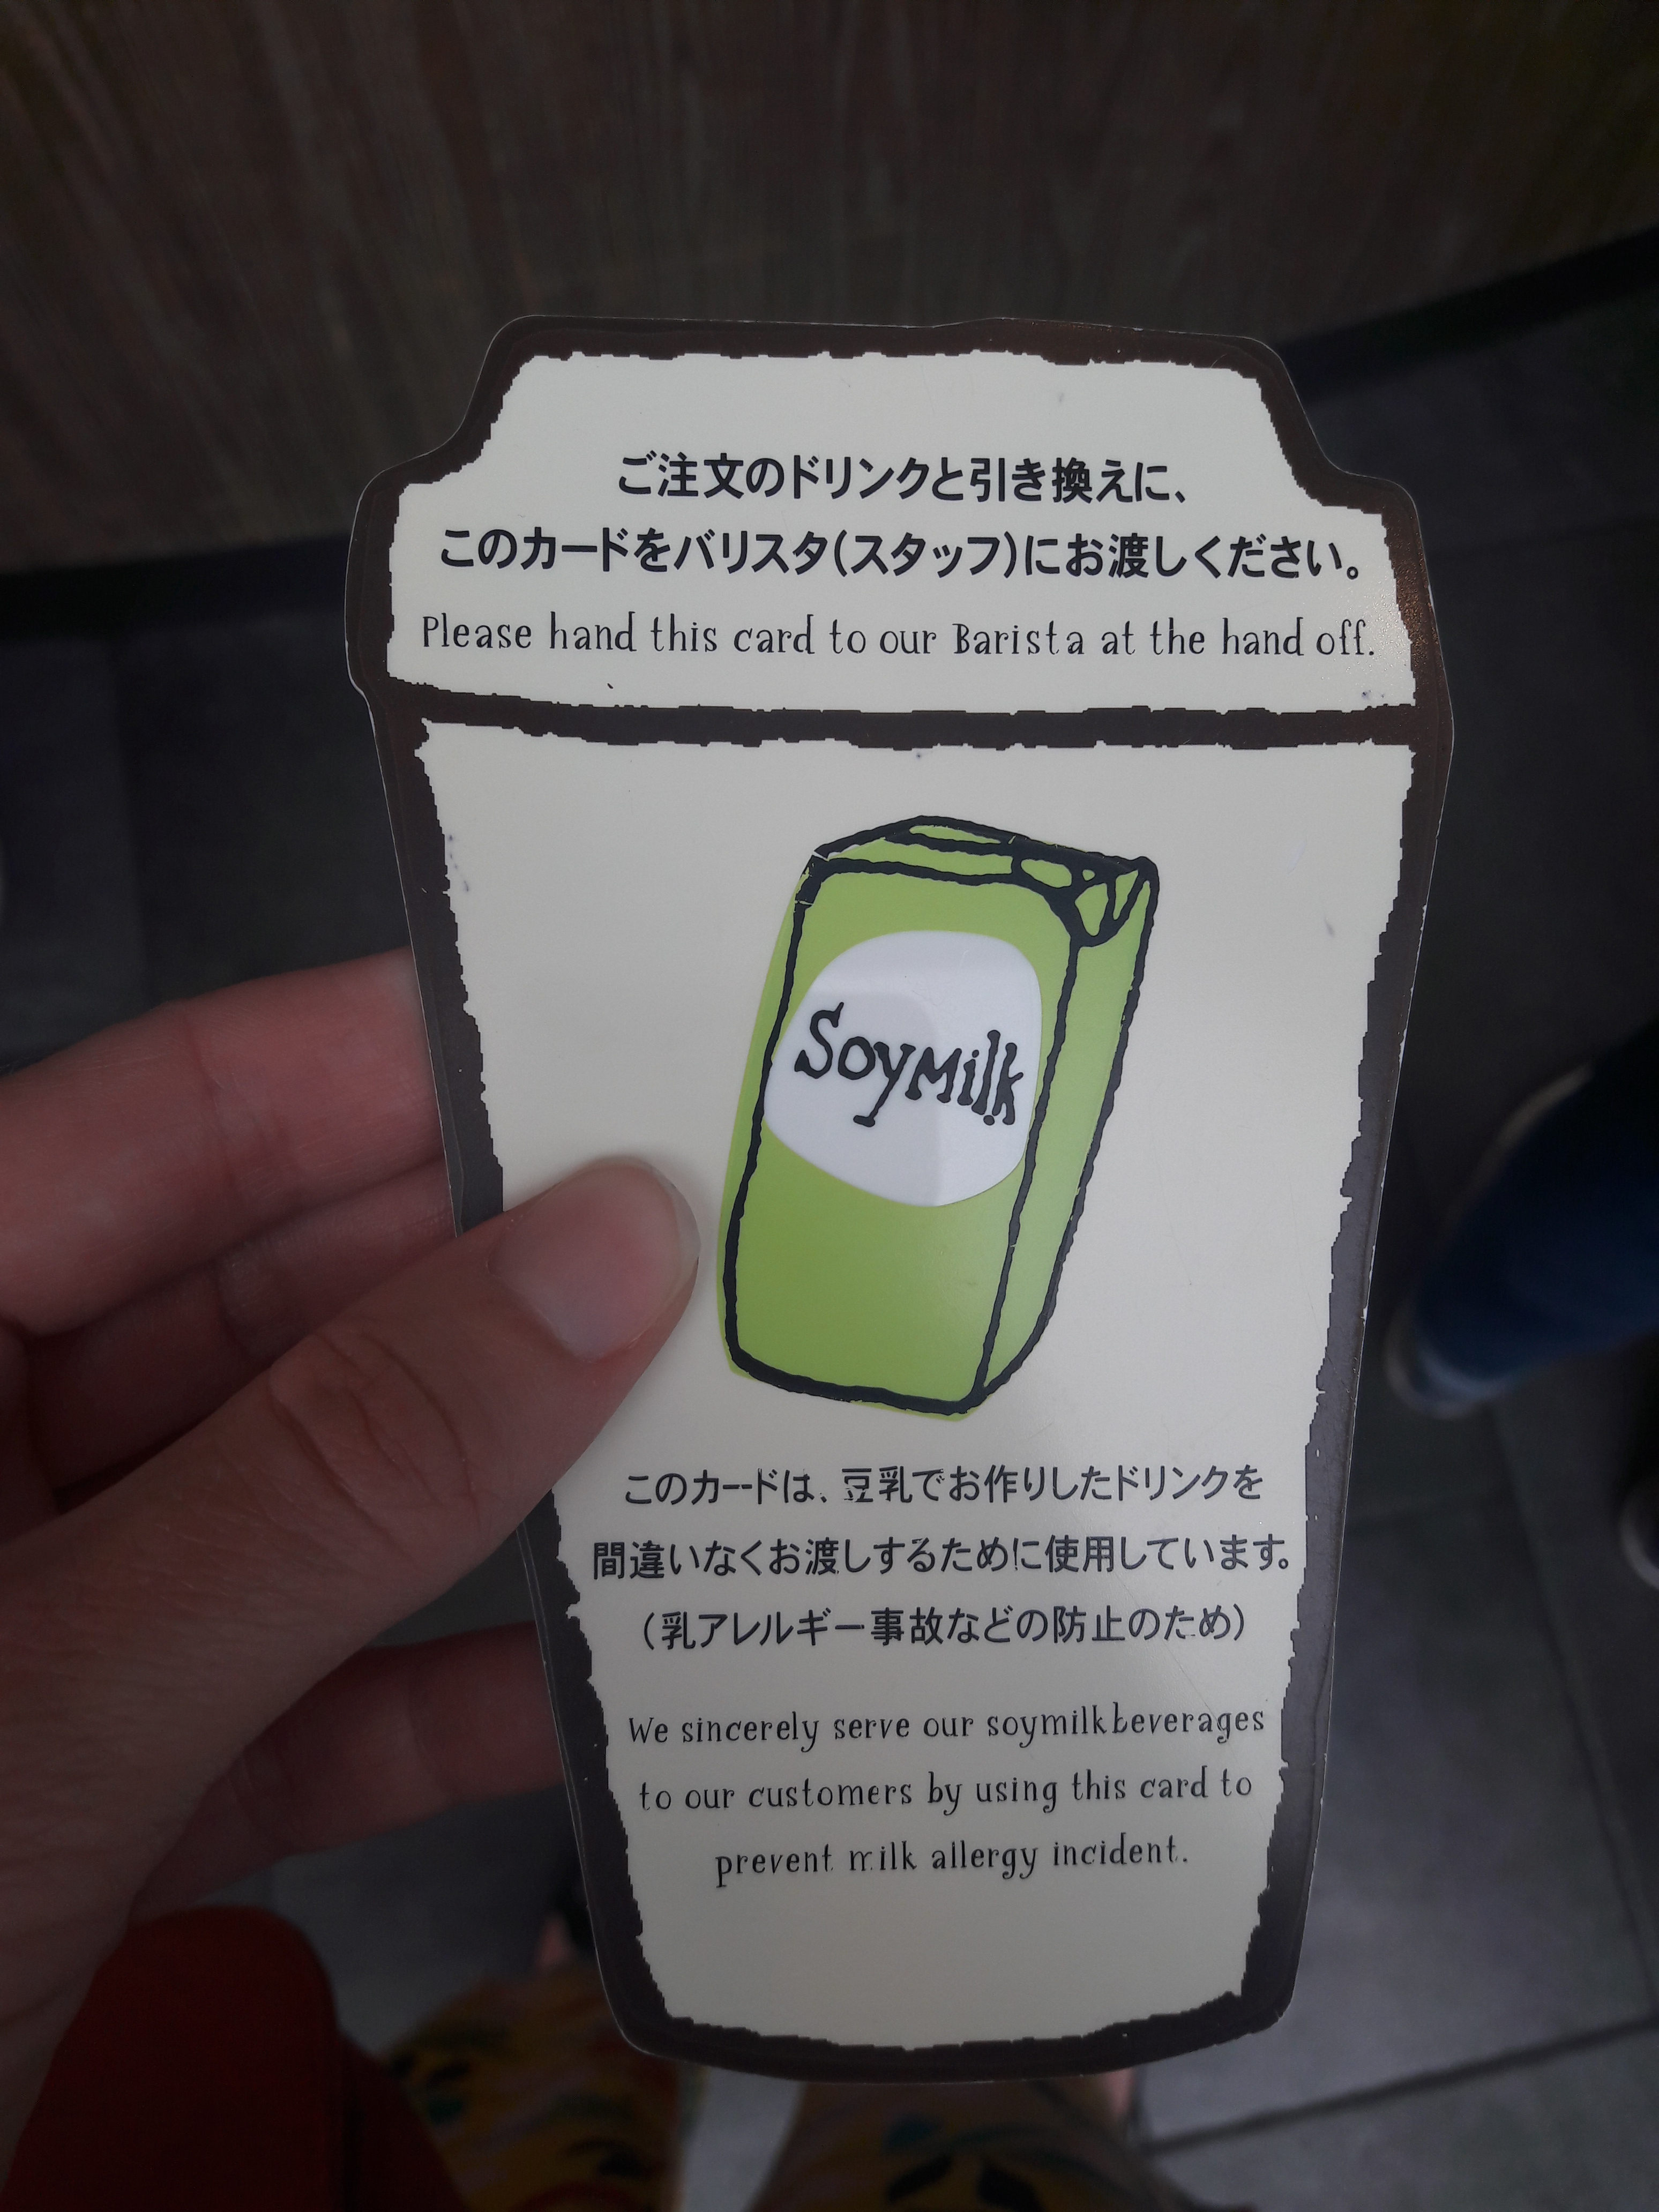 ご注文のドリンクと引き換えに、
このカードをバリスタ(スタッフ)にお渡しください。
Please hand this card to our Barista at the hand off.
Soymilk
このカードは、豆乳でお作りしたドリンクを
間違いなくお渡しするために使用しています。
(乳アレルギー事故などの防止のため)
We sincerely serve our soymilk beverages
to our customers by using this card to
prevent milk allergy incident.